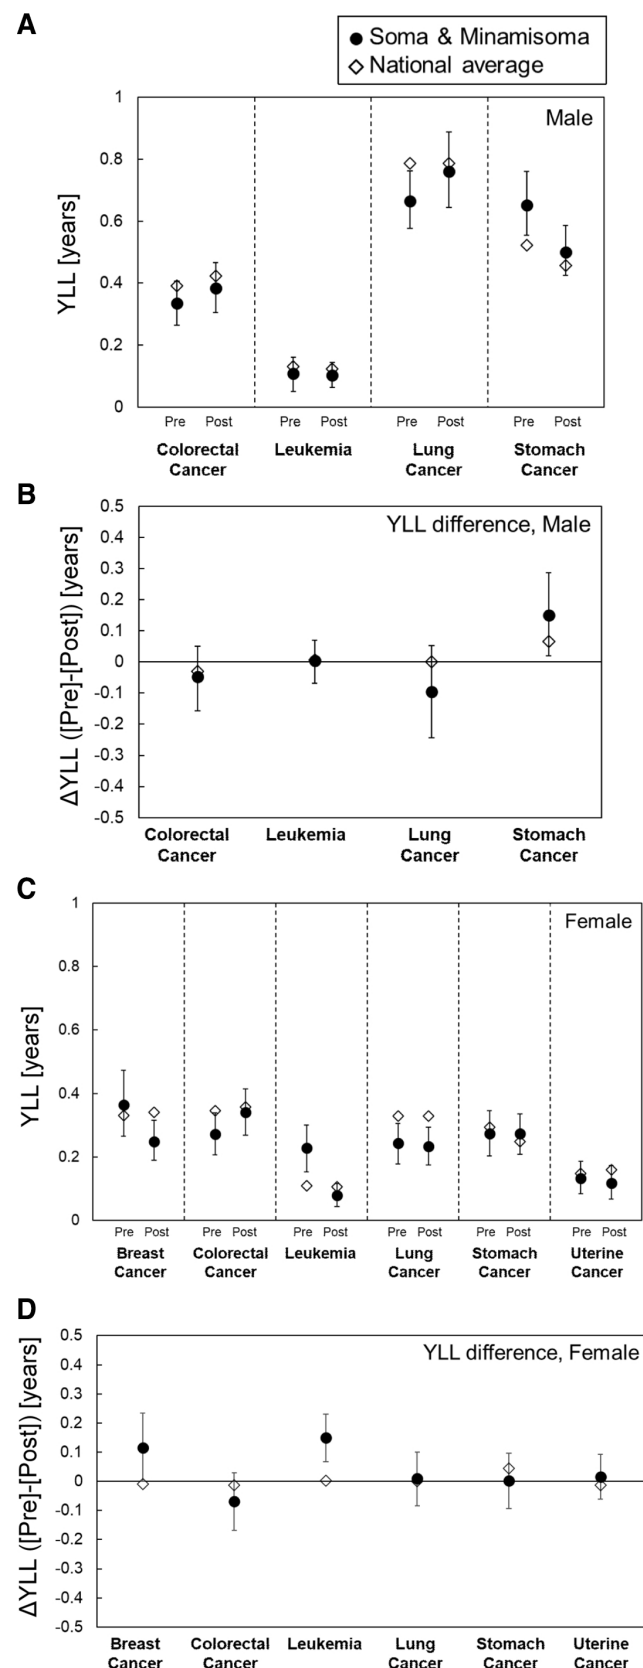 A
Soma & Minamisoma
National average
1
0.8
0.6
0.4
0.2
0
YLL [years]
Male
Pre Post Pre Post Pre Post Pre Post
Colorectal Leukemia Lung Stomach
Cancer Cancer Cancer
B
0.5
0.4
0.3
0.2
0.1
0
-0.1
-0.2
-0.3
-0.4
-0.5
ΔYLL ([Pre]-[Post]) [years]
YLL difference, Male
Colorectal Leukemia Lung Stomach
Cancer Cancer Cancer
C
1
0.8
0.6
0.4
0.2
0
YLL [years]
Female
Pre Post Pre Post Pre Post Pre Post Pre Post Pre Post
Breast Colorectal Leukemia Lung Stomach Uterine
Cancer Cancer Cancer Cancer Cancer
D
0.5
0.4
0.3
0.2
0.1
0
-0.1
-0.2
-0.3
-0.4
-0.5
ΔYLL ([Pre]-[Post]) [years]
YLL difference, Female
Breast Colorectal Leukemia Lung Stomach Uterine
Cancer Cancer Cancer Cancer Cancer